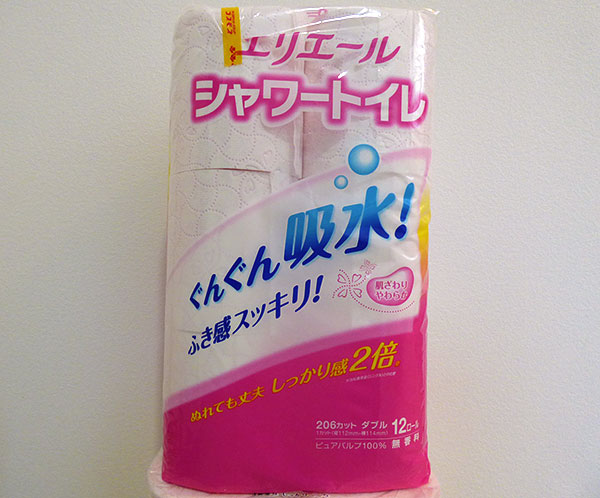 エリエール
シャワートイレ
ぐんぐん吸水!
ふき感スッキリ!
肌ざわり
やわらか
ぬれても丈夫 しっかり感2倍。
206カット ダブル 12ロール
ピュアパルプ100% 無香料